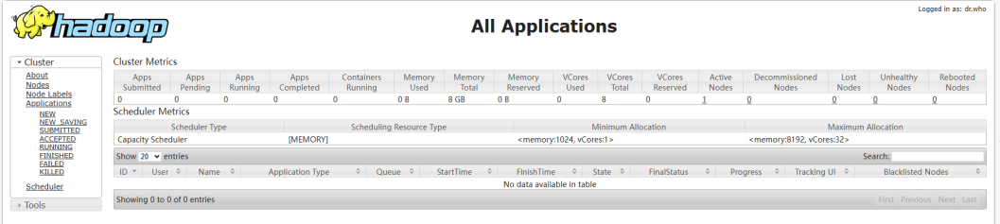 Logged in as: dr.who
hadoop
All Applications
Cluster
About
Nodes
Node Labels
Applications
NEW
NEW_SAVING
SUBMITTED
ACCEPTED
RUNNING
FINISHED
FAILED
KILLED
Scheduler
Tools
Cluster Metrics
Apps Submitted Apps Pending Apps Running Apps Completed Containers Running Memory Used Memory Total Memory Reserved VCores Used VCores Total VCores Reserved Active Nodes Decommissioned Nodes Lost Nodes Unhealthy Nodes Rebooted Nodes
0 0 0 0 0 0 B 8 GB 0 B 0 8 0 1 0 0 0 0
Scheduler Metrics
Scheduler Type Scheduling Resource Type Minimum Allocation Maximum Allocation
Capacity Scheduler [MEMORY] <memory:1024, vCores:1> <memory:8192, vCores:32>
Show 20 entries Search:
ID User Name Application Type Queue StartTime FinishTime State FinalStatus Progress Tracking UI Blacklisted Nodes
No data available in table
Showing 0 to 0 of 0 entries First Previous Next Last